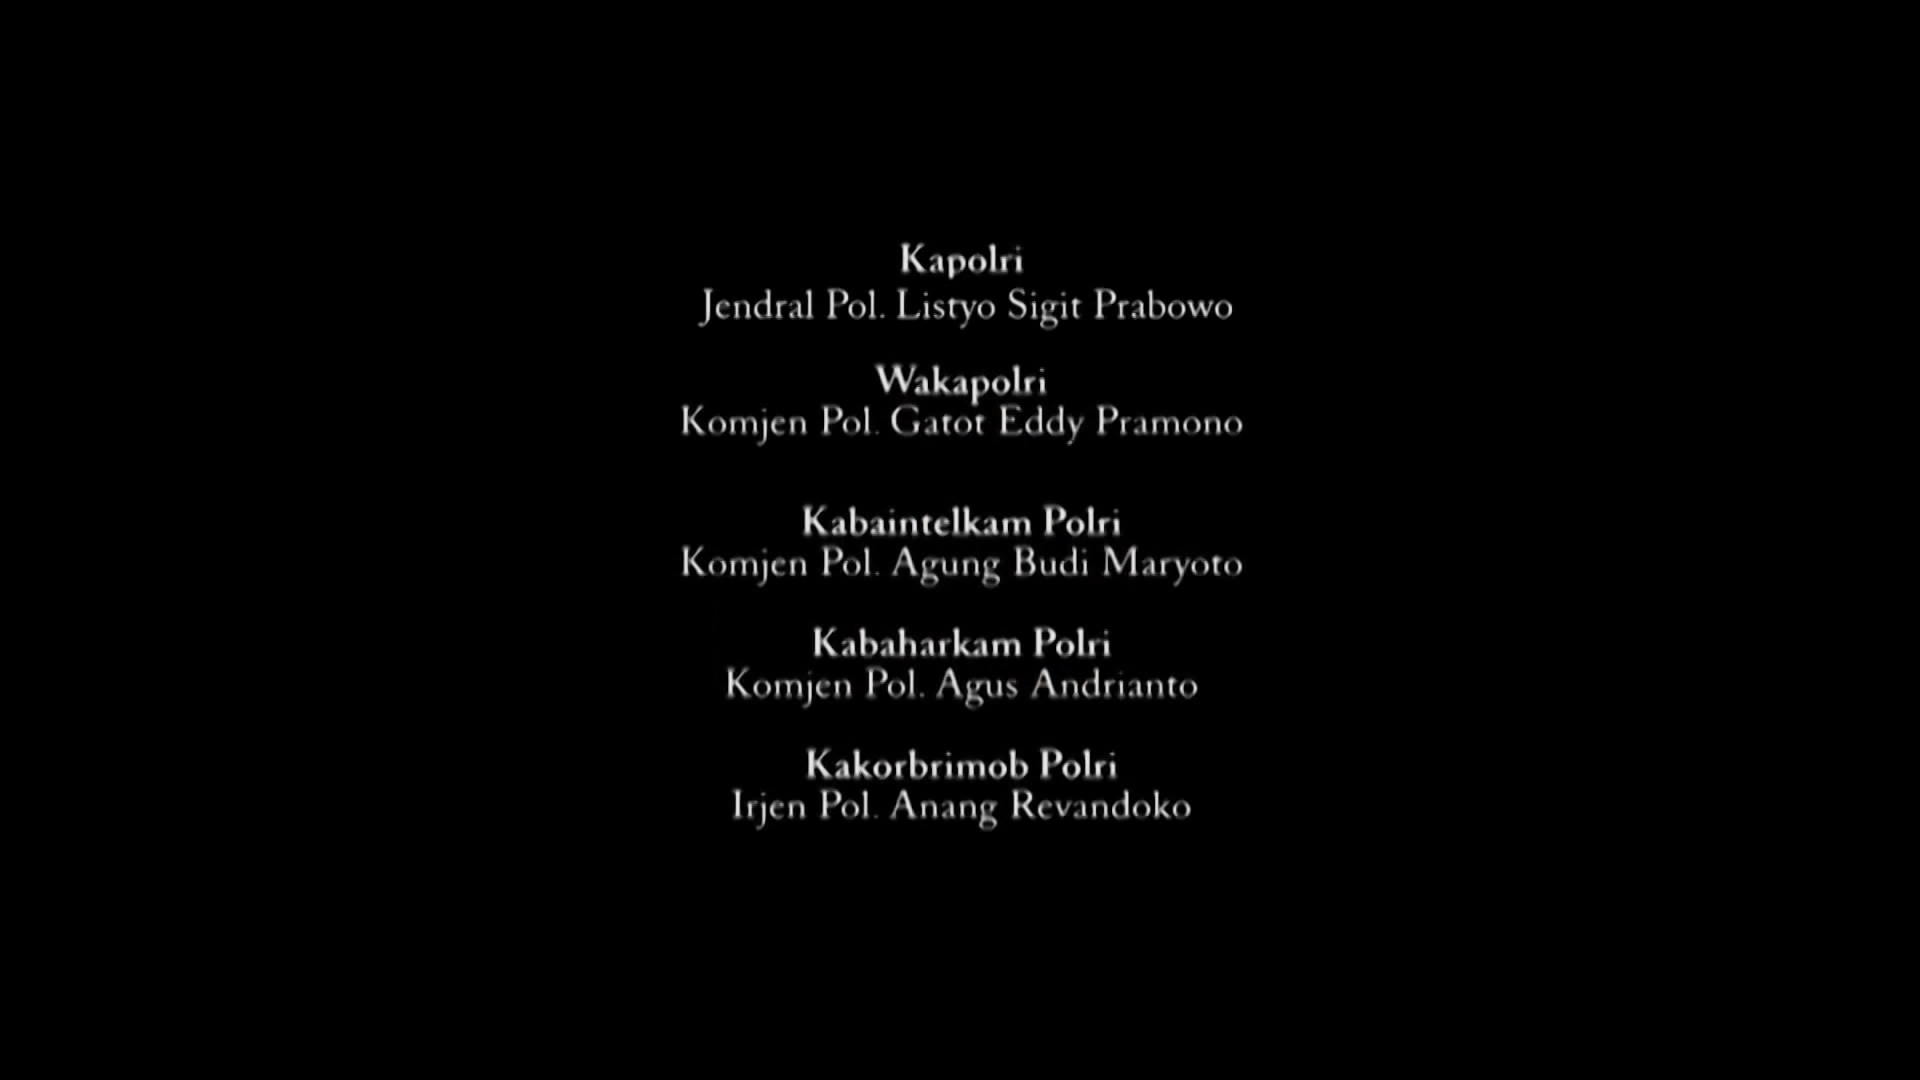 Kapolri
Jendral Pol. Listyo Sigit Prabowo
Wakapolri
Komjen Pol. Gatot Eddy Pramono
Kabaintelkam Polri
Komjen Pol. Agung Budi Maryoto
Kabaharkam Polri
Komjen Pol. Agus Andrianto
Kakorbrimob Polri
Irjen Pol. Anang Revandoko